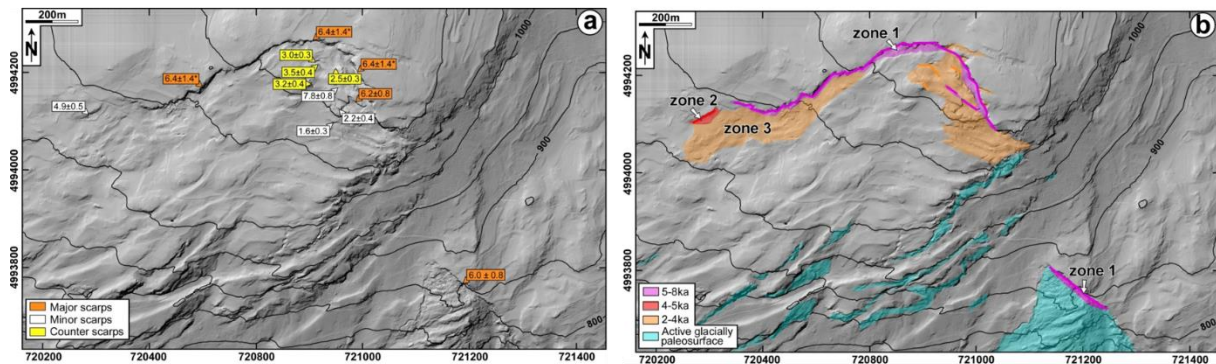 200m
N
a
1000
6.4±1.4*
3.0±0.3
6.4±1.4*
3.5±0.4
6.4±1.4*
2.5±0.3
3.2±0.4
7.8±0.8
6.2±0.8
4.9±0.5
2.2±0.4
1.6±0.3
900
6.0 ± 0.8
800
4994200
4994000
4993800
Major scarps
Minor scarps
Counter scarps
720200 720400 720600 720800 721000 721200 721400
200m
N
b
1000
zone 1
zone 2
zone 3
900
zone 1
800
4994200
4994000
4993800
5-8ka
4-5ka
2-4ka
Active glacially
paleosurface
720200 720400 720600 720800 721000 721200 721400